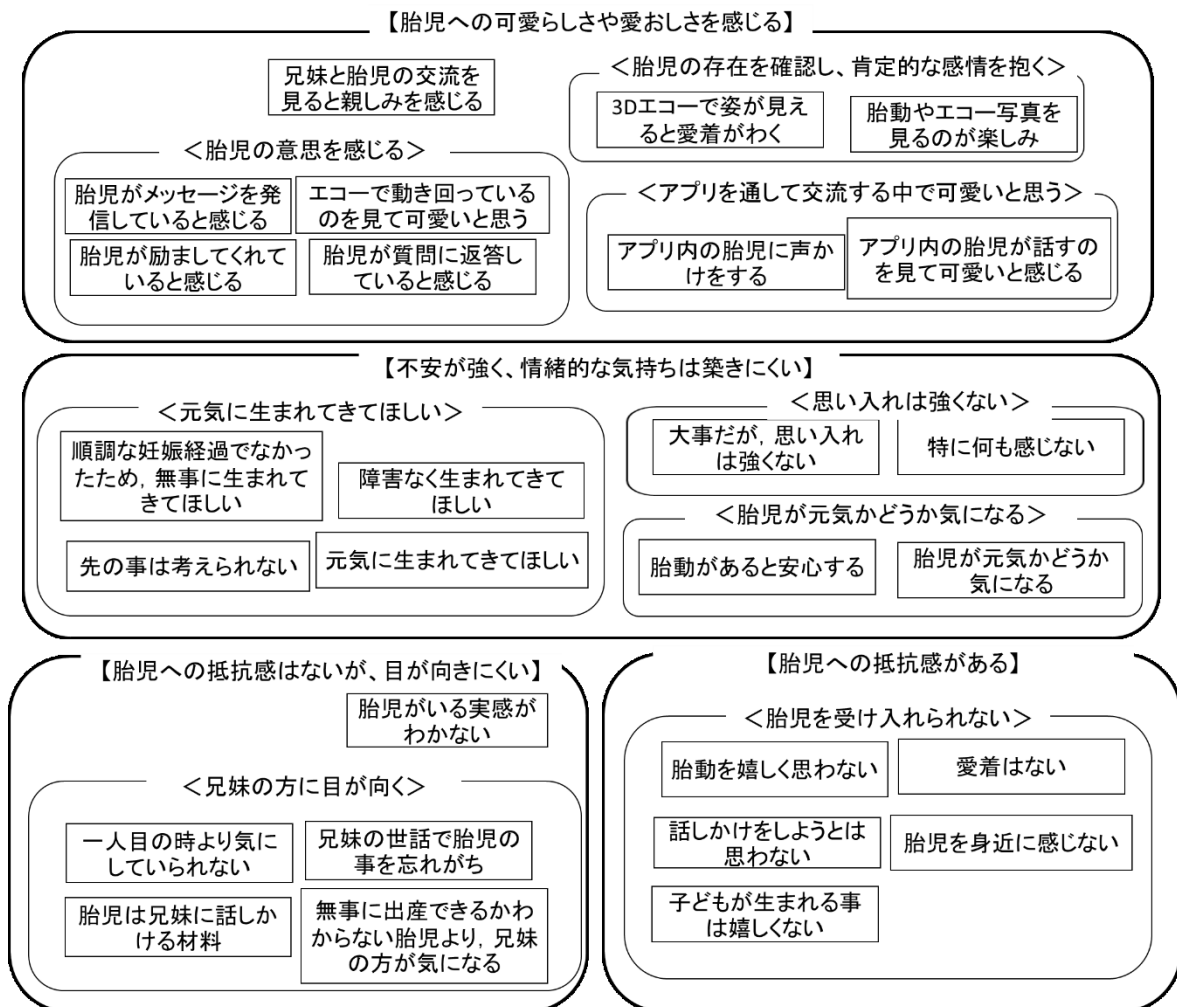 【胎児への可愛らしさや愛おしさを感じる】
兄妹と胎児の交流を
見ると親しみを感じる
＜胎児の存在を確認し、肯定的な感情を抱く＞
3Dエコーで姿が見え
ると愛着がわく
胎動やエコー写真を
見るのが楽しみ
＜胎児の意思を感じる＞
胎児がメッセージを発
信していると感じる
エコーで動き回っている
のを見て可愛いと思う
胎児が励ましてくれて
いると感じる
胎児が質問に返答し
ていると感じる
＜アプリを通して交流する中で可愛いと思う＞
アプリ内の胎児に声か
けをする
アプリ内の胎児が話すの
を見て可愛いと感じる
【不安が強く、情緒的な気持ちは築きにくい】
＜元気に生まれてきてほしい＞
順調な妊娠経過でなかっ
たため，無事に生まれて
きてほしい
障害なく生まれてきて
ほしい
先の事は考えられない
元気に生まれてきてほしい
＜思い入れは強くない＞
大事だが，思い入れ
は強くない
特に何も感じない
＜胎児が元気かどうか気になる＞
胎動があると安心する
胎児が元気かどうか
気になる
【胎児への抵抗感はないが、目が向きにくい】
胎児がいる実感が
わかない
＜兄妹の方に目が向く＞
一人目の時より気に
していられない
兄妹の世話で胎児の
事を忘れがち
胎児は兄妹に話しか
ける材料
無事に出産できるかわ
からない胎児より，兄妹
の方が気になる
【胎児への抵抗感がある】
＜胎児を受け入れられない＞
胎動を嬉しく思わない
愛着はない
話しかけをしようとは
思わない
胎児を身近に感じない
子どもが生まれる事
は嬉しくない